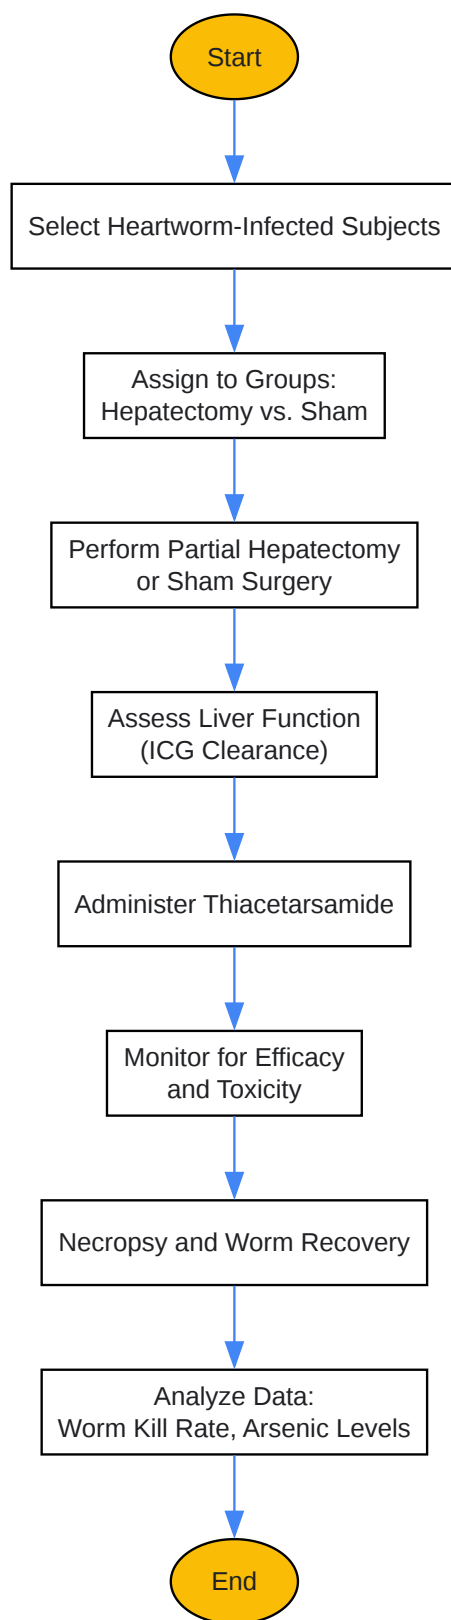 Start
Select Heartworm-Infected Subjects
Assign to Groups:
Hepatectomy vs. Sham
Perform Partial Hepatectomy
or Sham Surgery
Assess Liver Function
(ICG Clearance)
Administer Thiacetarsamide
Monitor for Efficacy
and Toxicity
Necropsy and Worm Recovery
Analyze Data:
Worm Kill Rate, Arsenic Levels
End